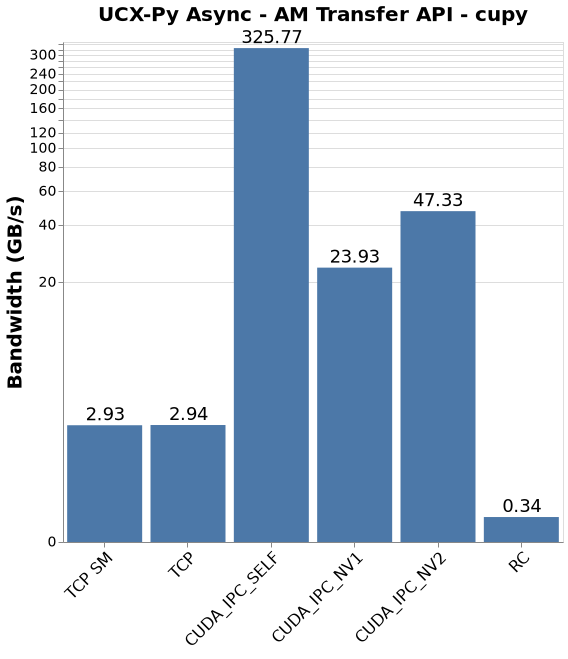 UCX-Py Async - AM Transfer API - cupy
325.77
300
240
200
160
120
100
80
60
47.33
40
23.93
20
2.93
2.94
0.34
0
Bandwidth (GB/s)
TCP SM
TCP
CUDA_IPC_SELF
CUDA_IPC_NV1
CUDA_IPC_NV2
RC